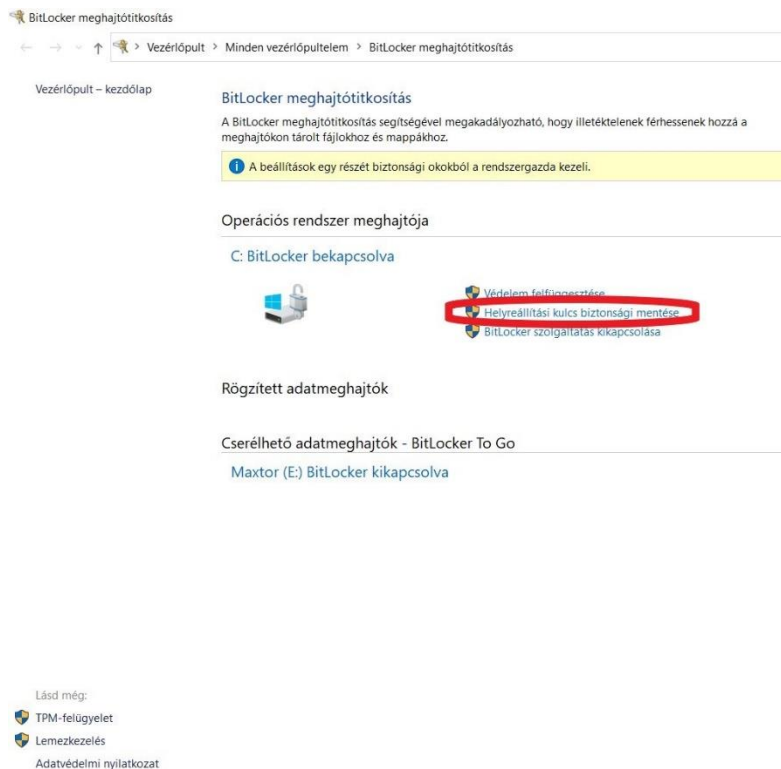 BitLocker meghajtótitkosítás
Vezérlőpult > Minden vezérlőpultelem > BitLocker meghajtótitkosítás
Vezérlőpult – kezdőlap
BitLocker meghajtótitkosítás
A BitLocker meghajtótitkosítás segítségével megakadályozható, hogy illetéktelenek férhessenek hozzá a
meghajtókon tárolt fájlokhoz és mappákhoz.
A beállítások egy részét biztonsági okokból a rendszergazda kezeli.
Operációs rendszer meghajtója
C: BitLocker bekapcsolva
Védelem felfüggesztése
Helyreállítási kulcs biztonsági mentése
BitLocker szolgáltatás kikapcsolása
Rögzített adatmeghajtók
Cserélhető adatmeghajtók - BitLocker To Go
Maxtor (E:) BitLocker kikapcsolva
Lásd még:
TPM-felügyelet
Lemezkezelés
Adatvédelmi nyilatkozat